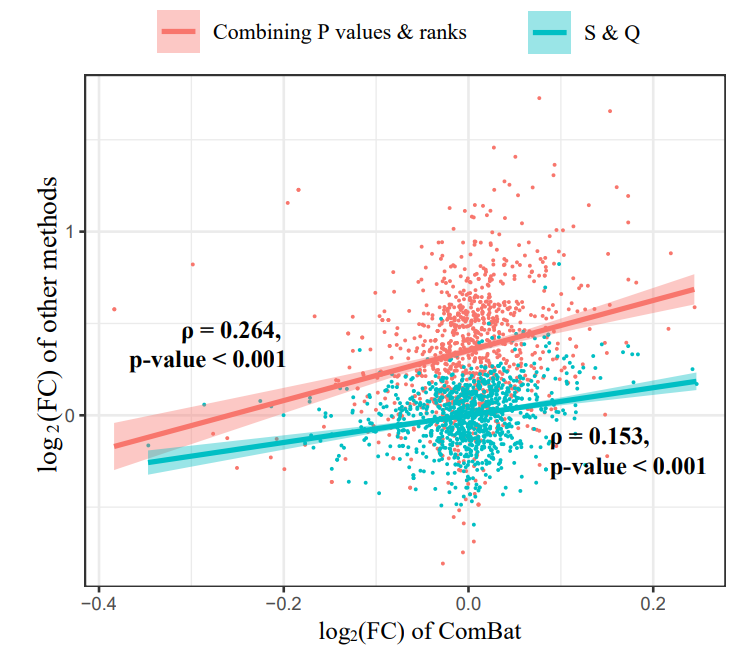 Combining P values & ranks
S & Q
log₂(FC) of other methods
1
0
ρ = 0.264,
p-value < 0.001
ρ = 0.153,
p-value < 0.001
−0.4
−0.2
0.0
0.2
log₂(FC) of ComBat